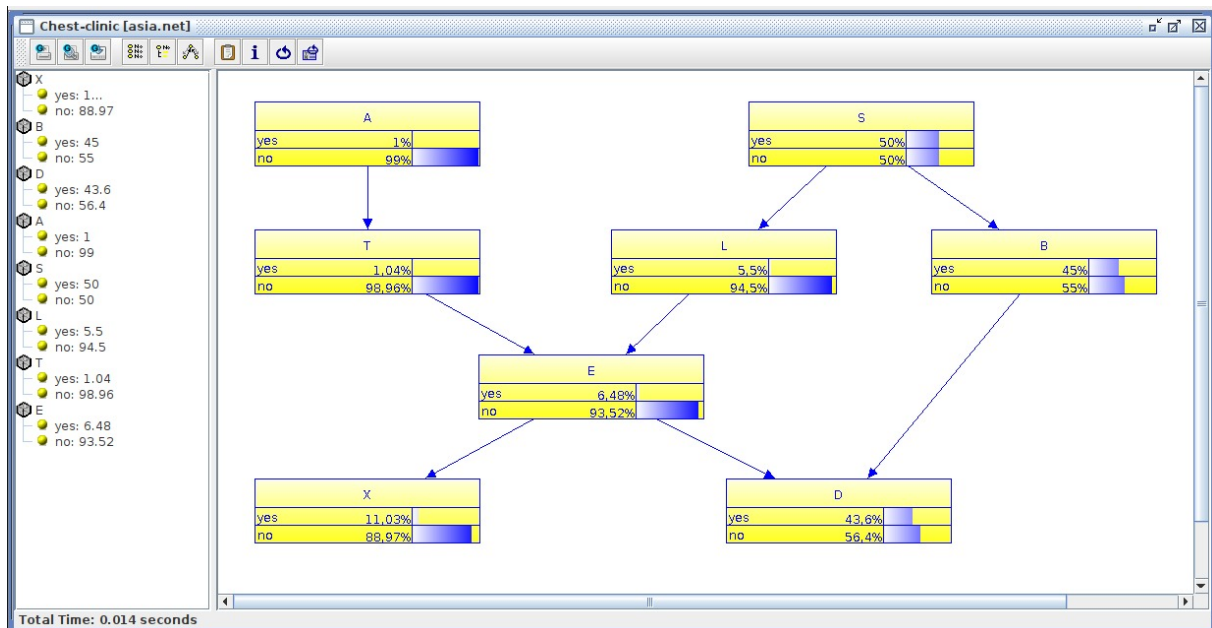 Chest-clinic [asia.net]
X
yes: 1...
no: 88.97
B
yes: 45
no: 55
D
yes: 43.6
no: 56.4
A
yes: 1
no: 99
S
yes: 50
no: 50
L
yes: 5.5
no: 94.5
T
yes: 1.04
no: 98.96
E
yes: 6.48
no: 93.52
A
yes 1%
no 99%
S
yes 50%
no 50%
T
yes 1,04%
no 98,96%
L
yes 5,5%
no 94,5%
B
yes 45%
no 55%
E
yes 6,48%
no 93,52%
X
yes 11,03%
no 88,97%
D
yes 43,6%
no 56,4%
Total Time: 0.014 seconds